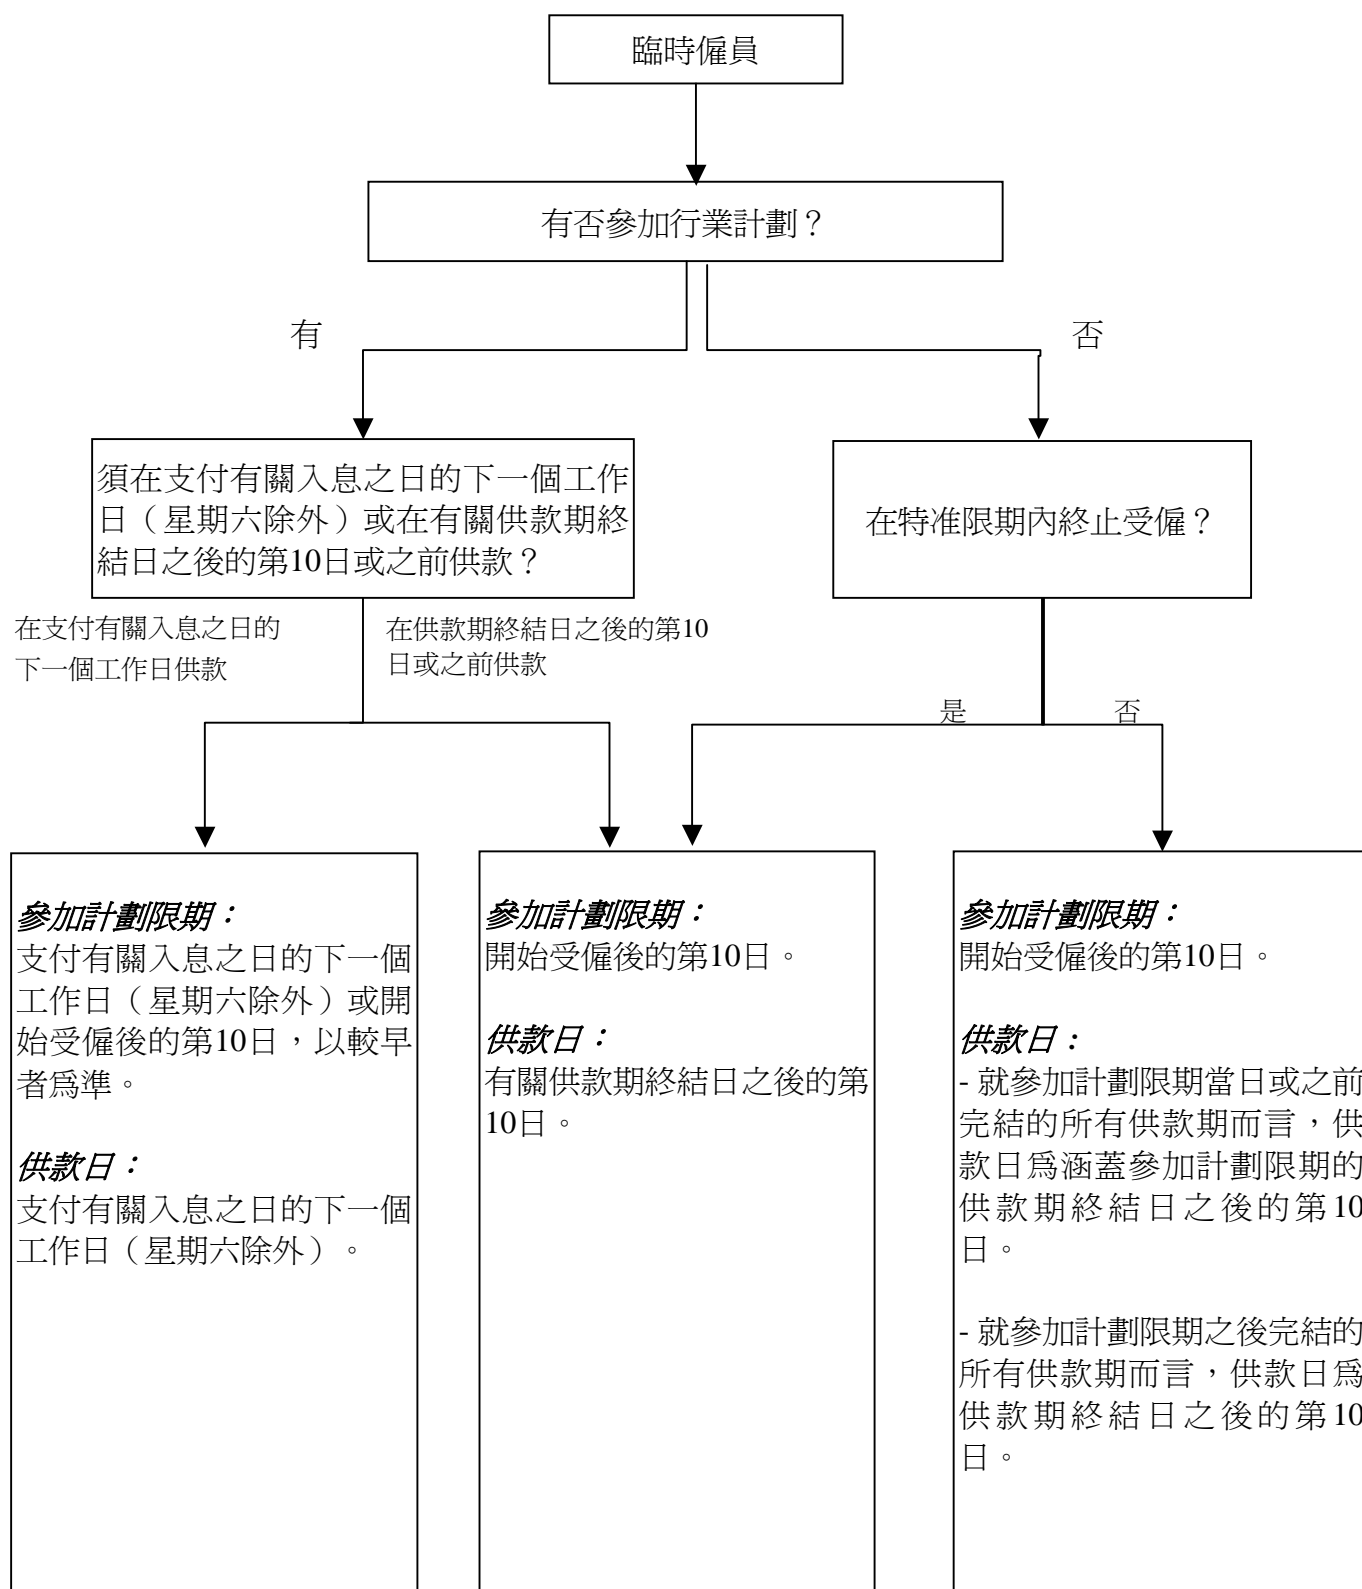 臨時僱員
有否參加行業計劃？
有
否
須在支付有關入息之日的下一個工作
日（星期六除外）或在有關供款期終
結日之後的第10日或之前供款？
在特准限期內終止受僱？
在支付有關入息之日的
下一個工作日供款
在供款期終結日之後的第10
日或之前供款
是
否
參加計劃限期：
支付有關入息之日的下一個
工作日（星期六除外）或開
始受僱後的第10日，以較早
者爲準。
供款日：
支付有關入息之日的下一個
工作日（星期六除外）。
參加計劃限期：
開始受僱後的第10日。
供款日：
有關供款期終結日之後的第
10日。
參加計劃限期：
開始受僱後的第10日。
供款日：
- 就參加計劃限期當日或之前
完結的所有供款期而言，供
款日爲涵蓋參加計劃限期的
供款期終結日之後的第10
日。
- 就參加計劃限期之後完結的
所有供款期而言，供款日爲
供款期終結日之後的第10
日。